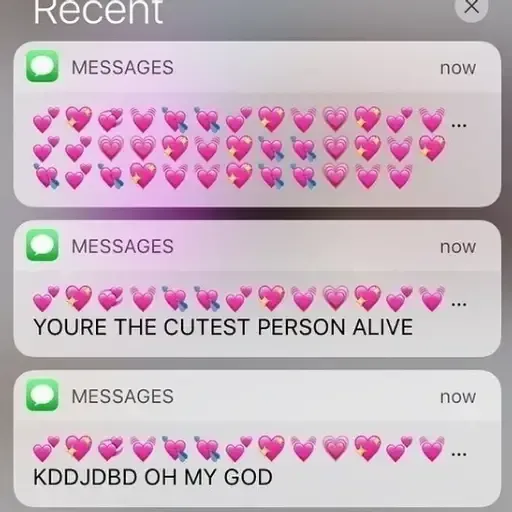 Recent
MESSAGES now
💕💖💞💓💘💘💕💖💓💗💖💕💓...
💕💕💗💗💖💓💖💘💓💗💖💓💖
💘💕💘💖💓💓💖💘💘💗💓💓
MESSAGES now
💕💖💞💓💘💘💕💖💓💗💖💕💓...
YOURE THE CUTEST PERSON ALIVE
MESSAGES now
💕💖💞💓💘💘💕💖💓💗💖💕💓...
KDDJDBD OH MY GOD